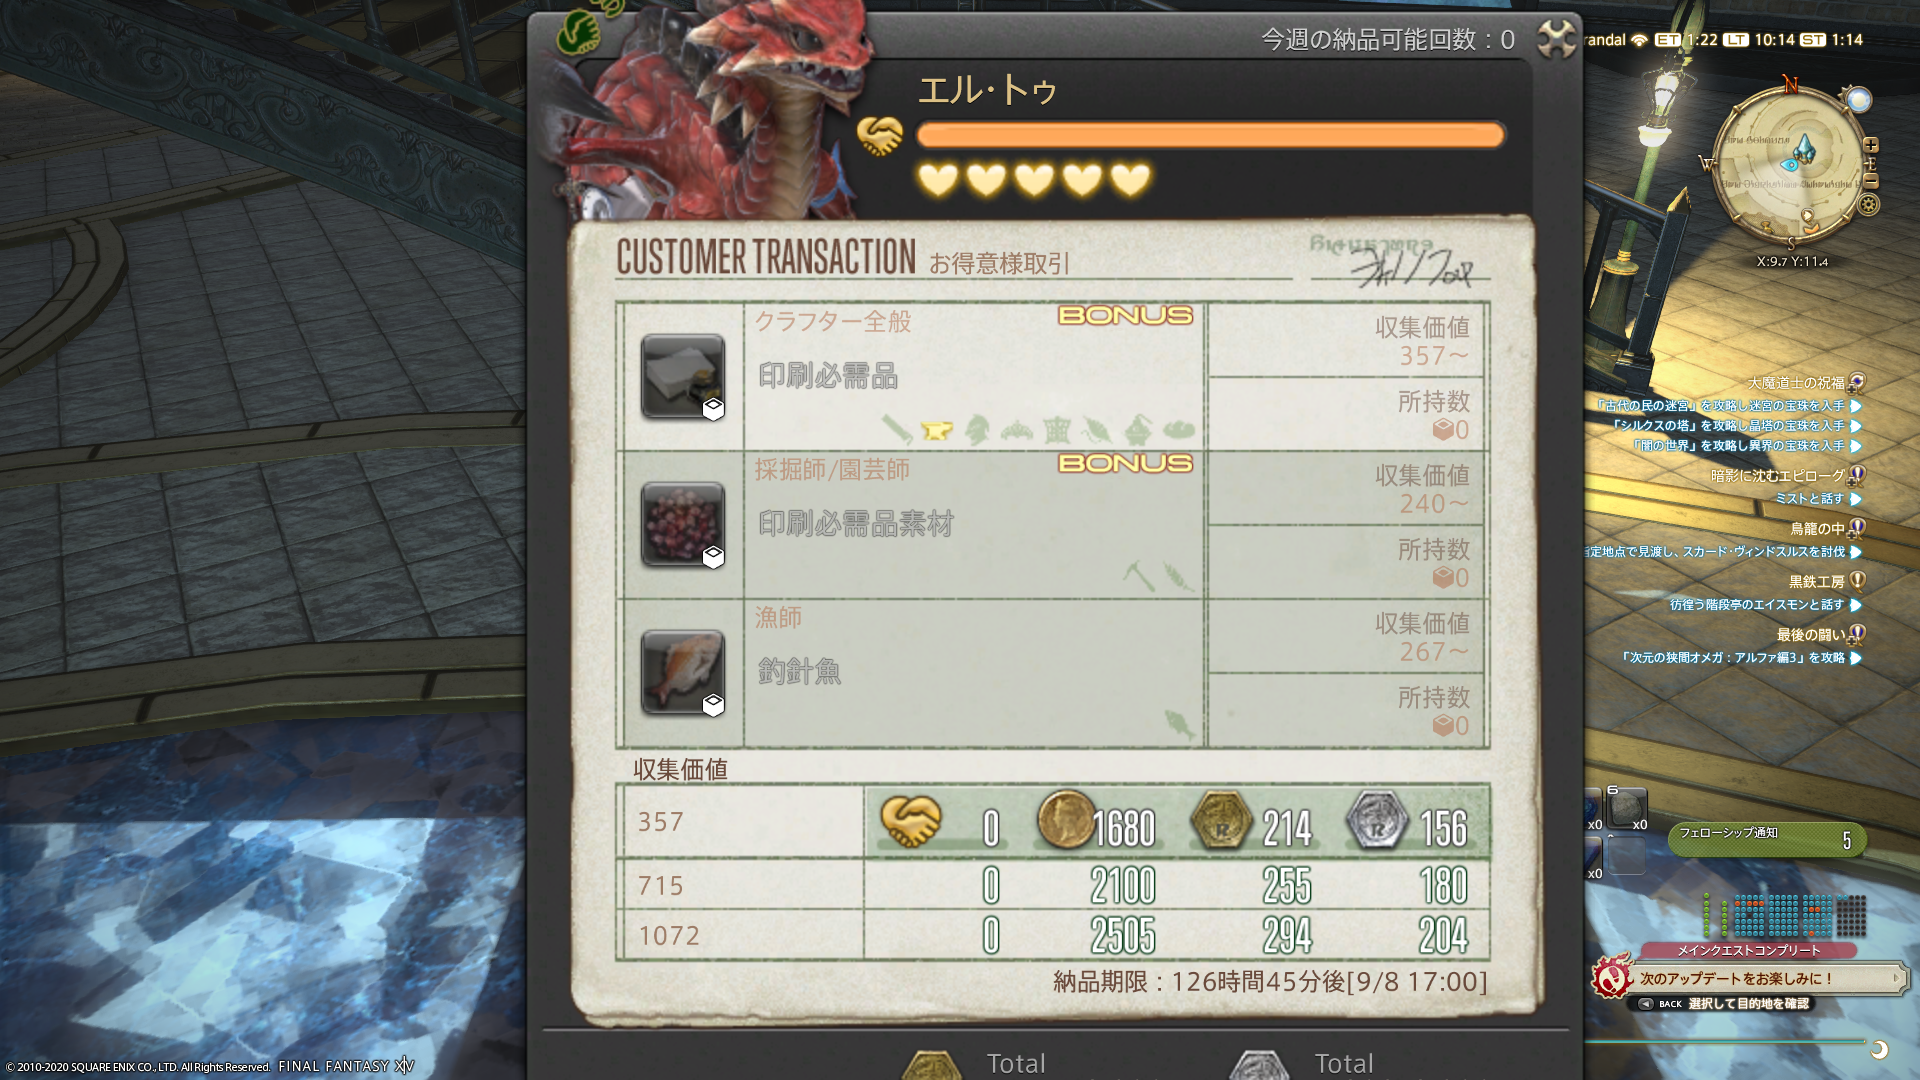 今週の納品可能回数：0
randal ET 1:22 LT 10:14 ST 1:14
エル・トゥ
N
W
E
S
X:9.7 Y:11.4
CUSTOMER TRANSACTION お得意様取引
クラフター全般
BONUS
印刷必需品
収集価値
357～
所持数
0
採掘師/園芸師
BONUS
印刷必需品素材
収集価値
240～
所持数
0
漁師
釣針魚
収集価値
267～
所持数
0
収集価値
357 0 1680 214 156
715 0 2100 255 180
1072 0 2505 294 204
納品期限：126時間45分後[9/8 17:00]
Total
Total
大魔道士の祝福
「古代の民の迷宮」を攻略し迷宮の宝珠を入手
「シルクスの塔」を攻略し晶塔の宝珠を入手
「闇の世界」を攻略し異界の宝珠を入手
暗影に沈むエピローグ
ミストと話す
鳥籠の中
指定地点で見渡し、スカード・ヴィンドスルスを討伐
黒鉄工房
彷徨う階段亭のエイスモンと話す
最後の闘い
「次元の狭間オメガ：アルファ編3」を攻略
6
x0
x0
x0
フェローシップ通知
5
メインクエストコンプリート
次のアップデートをお楽しみに！
BACK 選択して目的地を確認
© 2010-2020 SQUARE ENIX CO., LTD. All Rights Reserved. FINAL FANTASY XIV